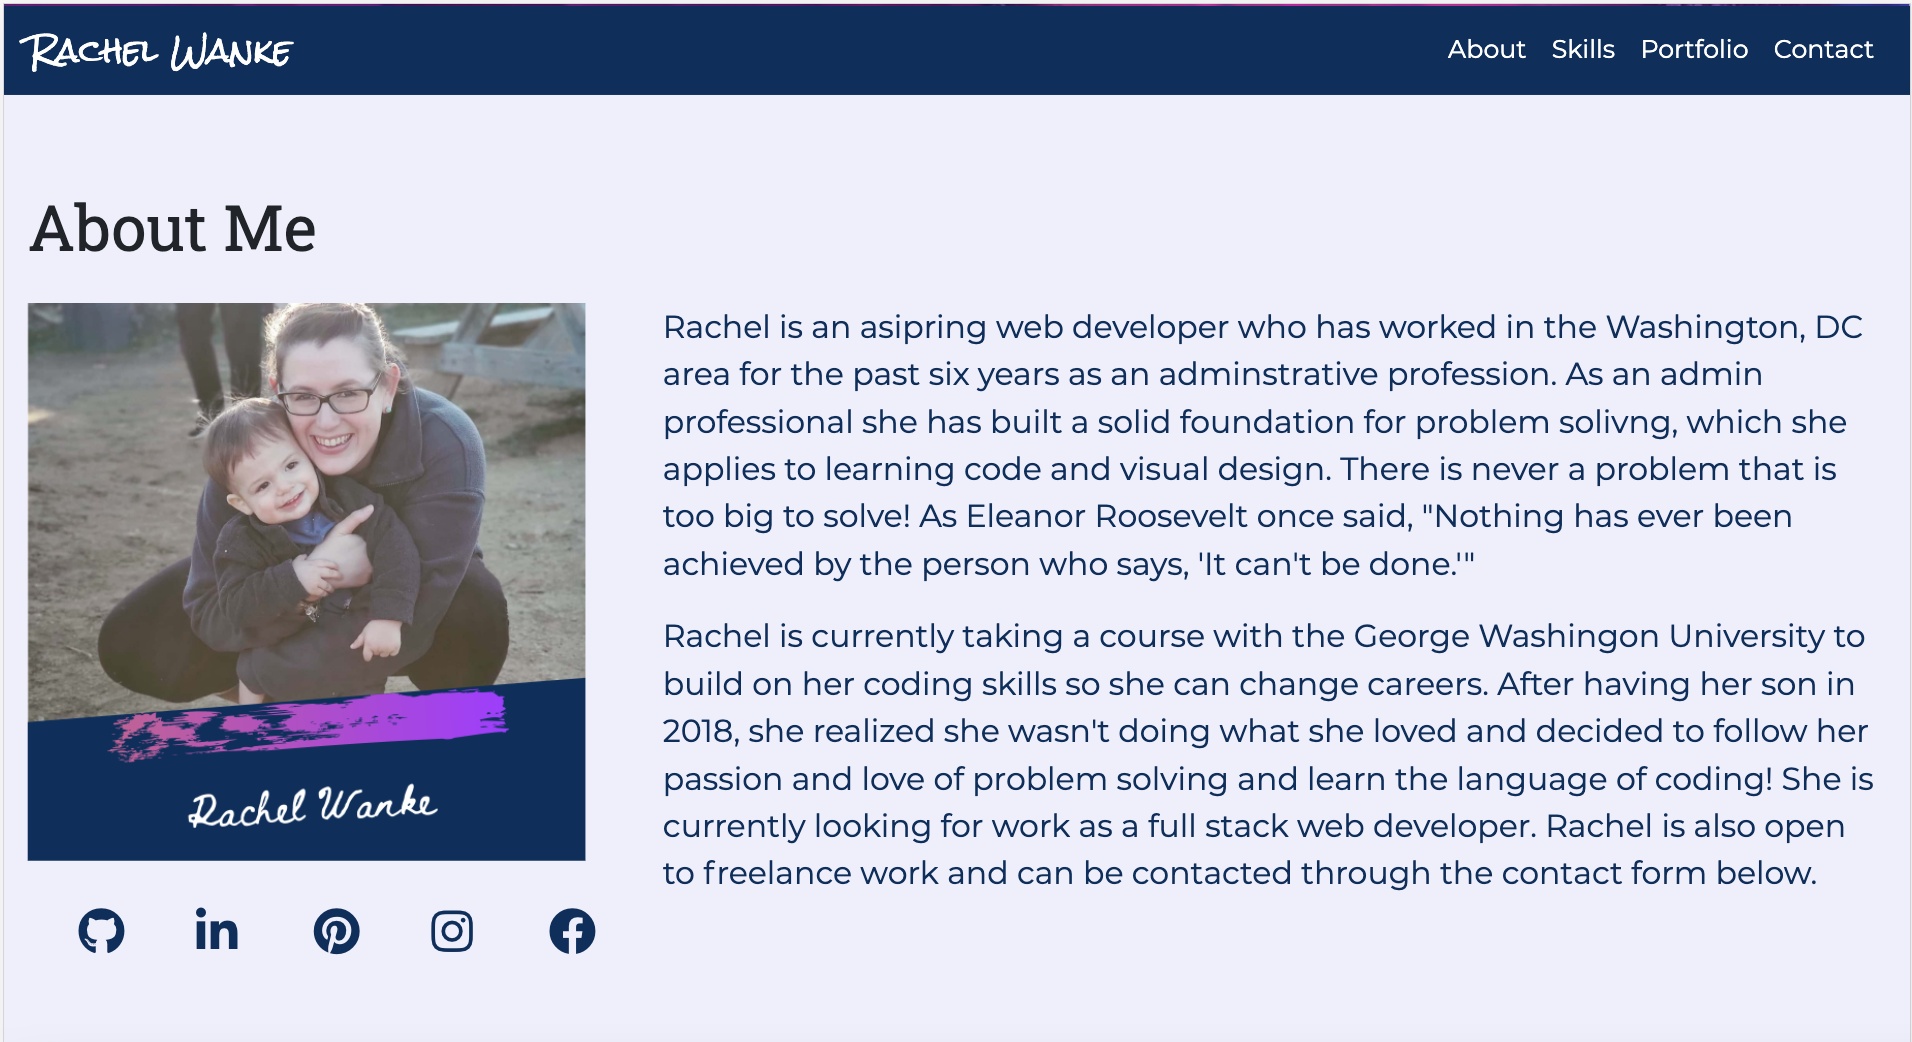 Rachel Wanke
About Skills Portfolio Contact
About Me
Rachel is an asipring web developer who has worked in the Washington, DC
area for the past six years as an adminstrative profession. As an admin
professional she has built a solid foundation for problem solivng, which she
applies to learning code and visual design. There is never a problem that is
too big to solve! As Eleanor Roosevelt once said, "Nothing has ever been
achieved by the person who says, 'It can't be done.'"
Rachel is currently taking a course with the George Washingon University to
build on her coding skills so she can change careers. After having her son in
2018, she realized she wasn't doing what she loved and decided to follow her
passion and love of problem solving and learn the language of coding! She is
currently looking for work as a full stack web developer. Rachel is also open
to freelance work and can be contacted through the contact form below.
Rachel Wanke